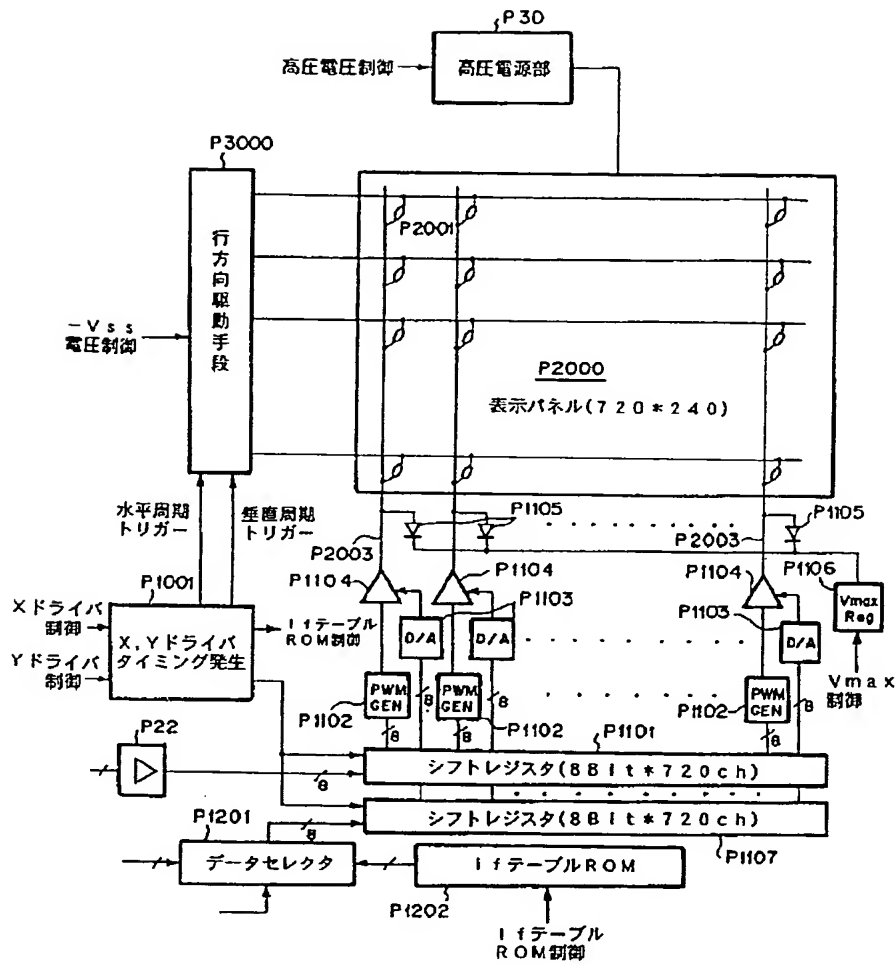 P30
高圧電圧制御
高圧電源部
P3000
行方向駆動手段
P2001
-Vss
電圧制御
P2000
表示パネル(720*240)
水平周期
トリガー
垂直周期
トリガー
P1105
P1105
P2003
P2003
P1106
P1104
P1104
P1104
P1001
P1103
P1103
Vmax
Reg
Xドライバ
制御
Ifテーブル
ROM制御
D/A
D/A
D/A
X,Yドライバ
タイミング発生
Yドライバ
制御
Vmax
制御
PWM
GEN
PWM
GEN
PWM
GEN
P1102
P1102
P1102
8
8
8
8
8
8
P1101
P22
シフトレジスタ(8Bit*720ch)
8
P1201
8
シフトレジスタ(8Bit*720ch)
データセレクタ
IfテーブルROM
P1107
P1202
Ifテーブル
ROM制御